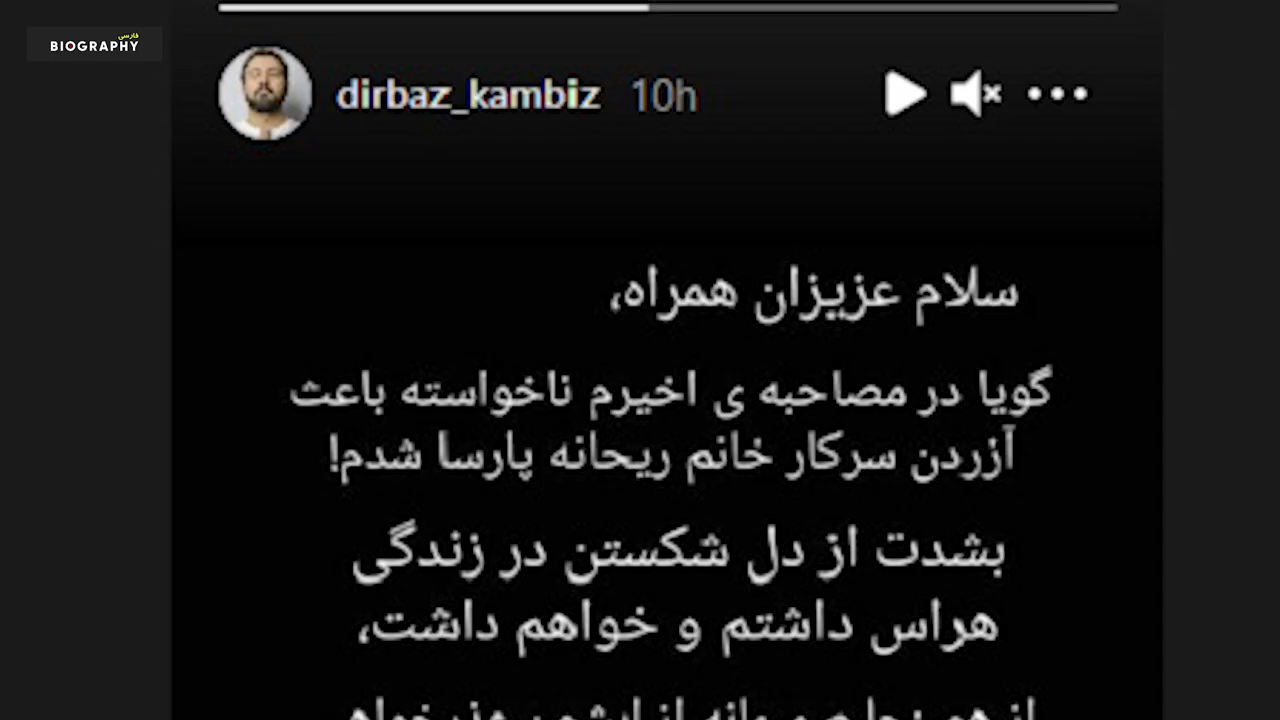 فارسی
BIOGRAPHY
dirbaz_kambiz 10h
سلام عزیزان همراه،
گویا در مصاحبه ی اخیرم ناخواسته باعث
آزردن سرکار خانم ریحانه پارسا شدم!
بشدت از دل شکستن در زندگی
هراس داشتم و خواهم داشت،